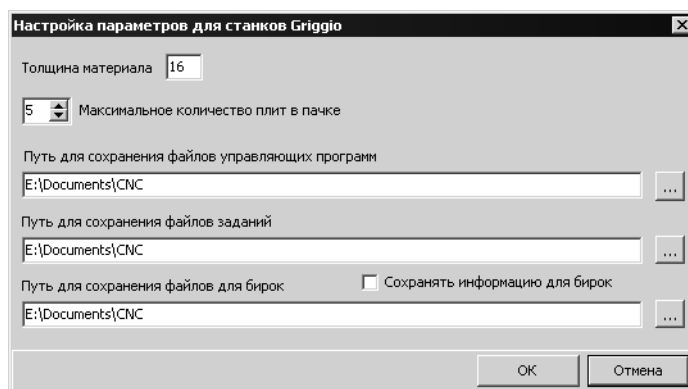 Настройка параметров для станков Griggio
Толщина материала 16
5 Максимальное количество плит в пачке
Путь для сохранения файлов управляющих программ
E:\Documents\CNC ...
Путь для сохранения файлов заданий
E:\Documents\CNC ...
Путь для сохранения файлов для бирок Сохранять информацию для бирок
E:\Documents\CNC ...
ОК Отмена